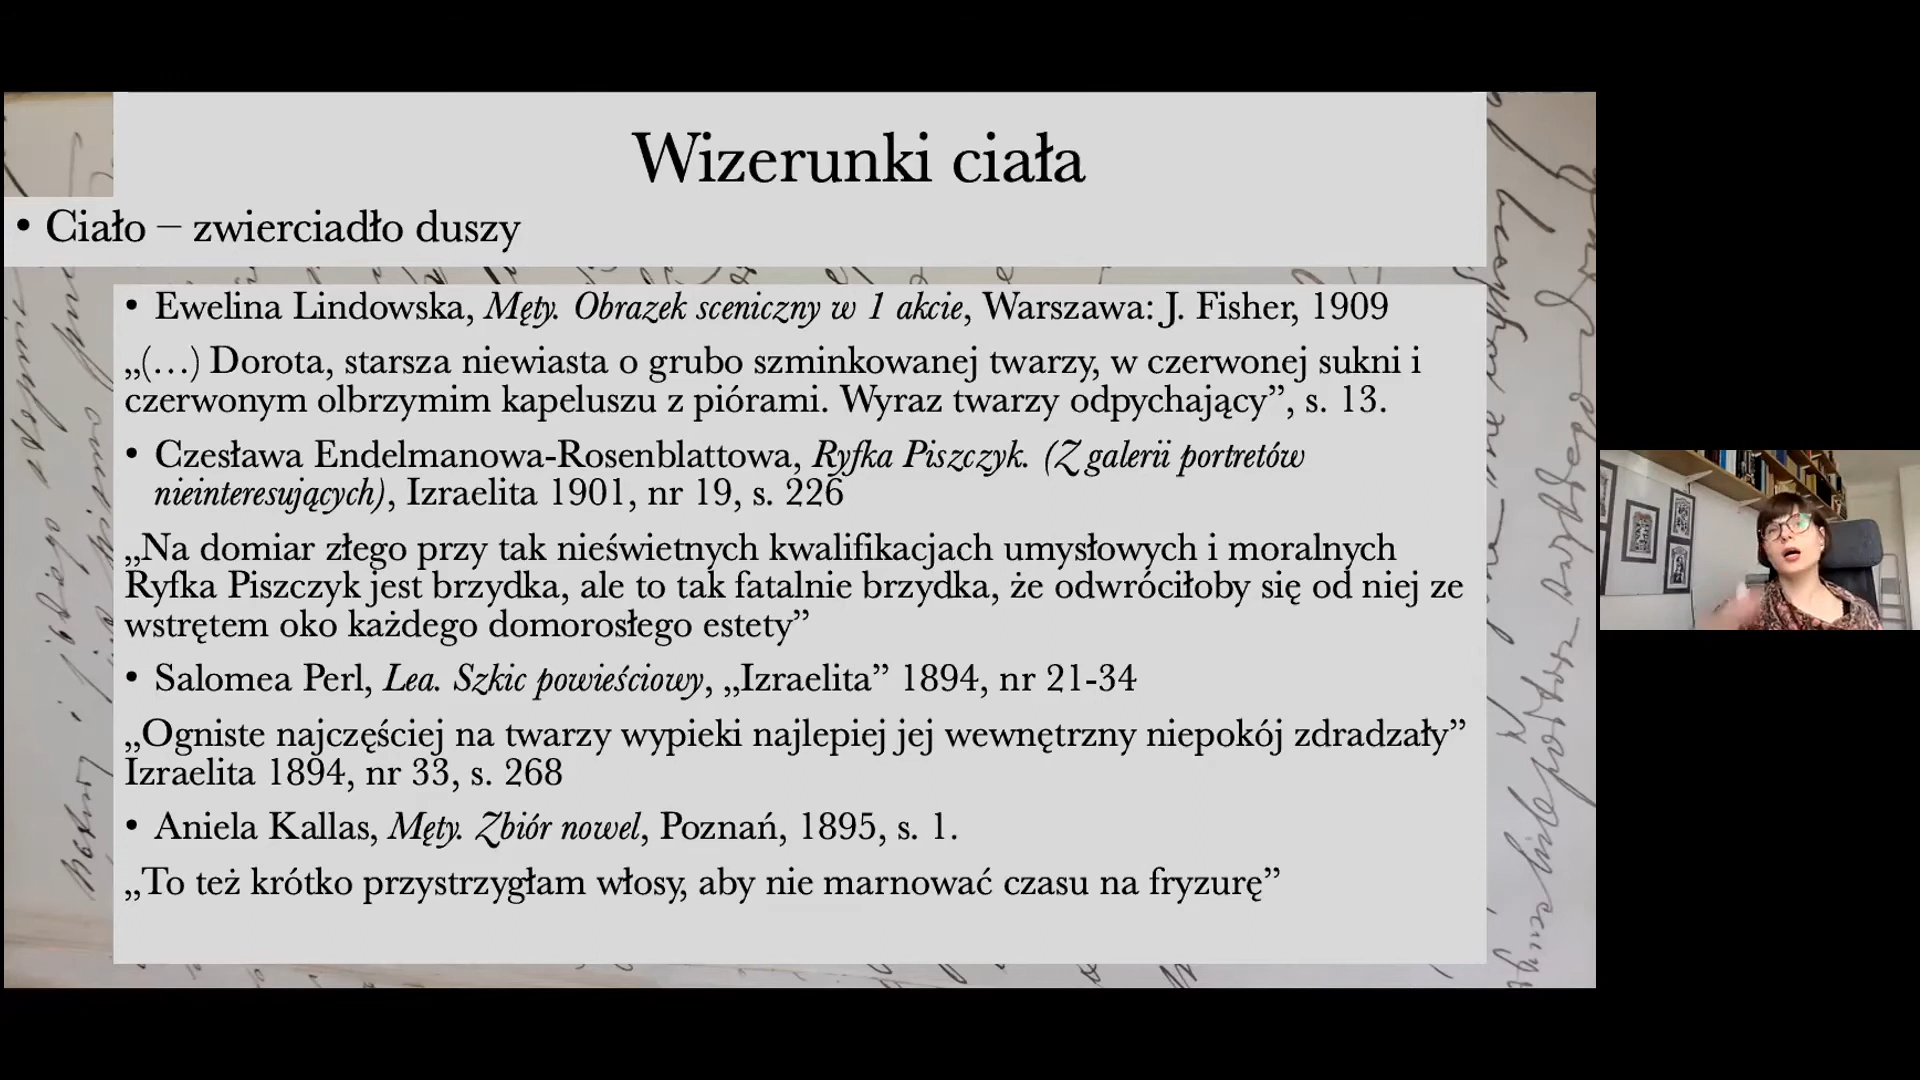 Wizerunki ciała
• Ciało – zwierciadło duszy
• Ewelina Lindowska, Męty. Obrazek sceniczny w 1 akcie, Warszawa: J. Fisher, 1909
„(…) Dorota, starsza niewiasta o grubo szminkowanej twarzy, w czerwonej sukni i
czerwonym olbrzymim kapeluszu z piórami. Wyraz twarzy odpychający”, s. 13.
• Czesława Endelmanowa-Rosenblattowa, Ryfka Piszczyk. (Z galerii portretów
nieinteresujących), Izraelita 1901, nr 19, s. 226
„Na domiar złego przy tak nieświetnych kwalifikacjach umysłowych i moralnych
Ryfka Piszczyk jest brzydka, ale to tak fatalnie brzydka, że odwróciłoby się od niej ze
wstrętem oko każdego domorosłego estety”
• Salomea Perl, Lea. Szkic powieściowy, „Izraelita” 1894, nr 21-34
„Ogniste najczęściej na twarzy wypieki najlepiej jej wewnętrzny niepokój zdradzały”
Izraelita 1894, nr 33, s. 268
• Aniela Kallas, Męty. Zbiór nowel, Poznań, 1895, s. 1.
„To też krótko przystrzygłam włosy, aby nie marnować czasu na fryzurę”